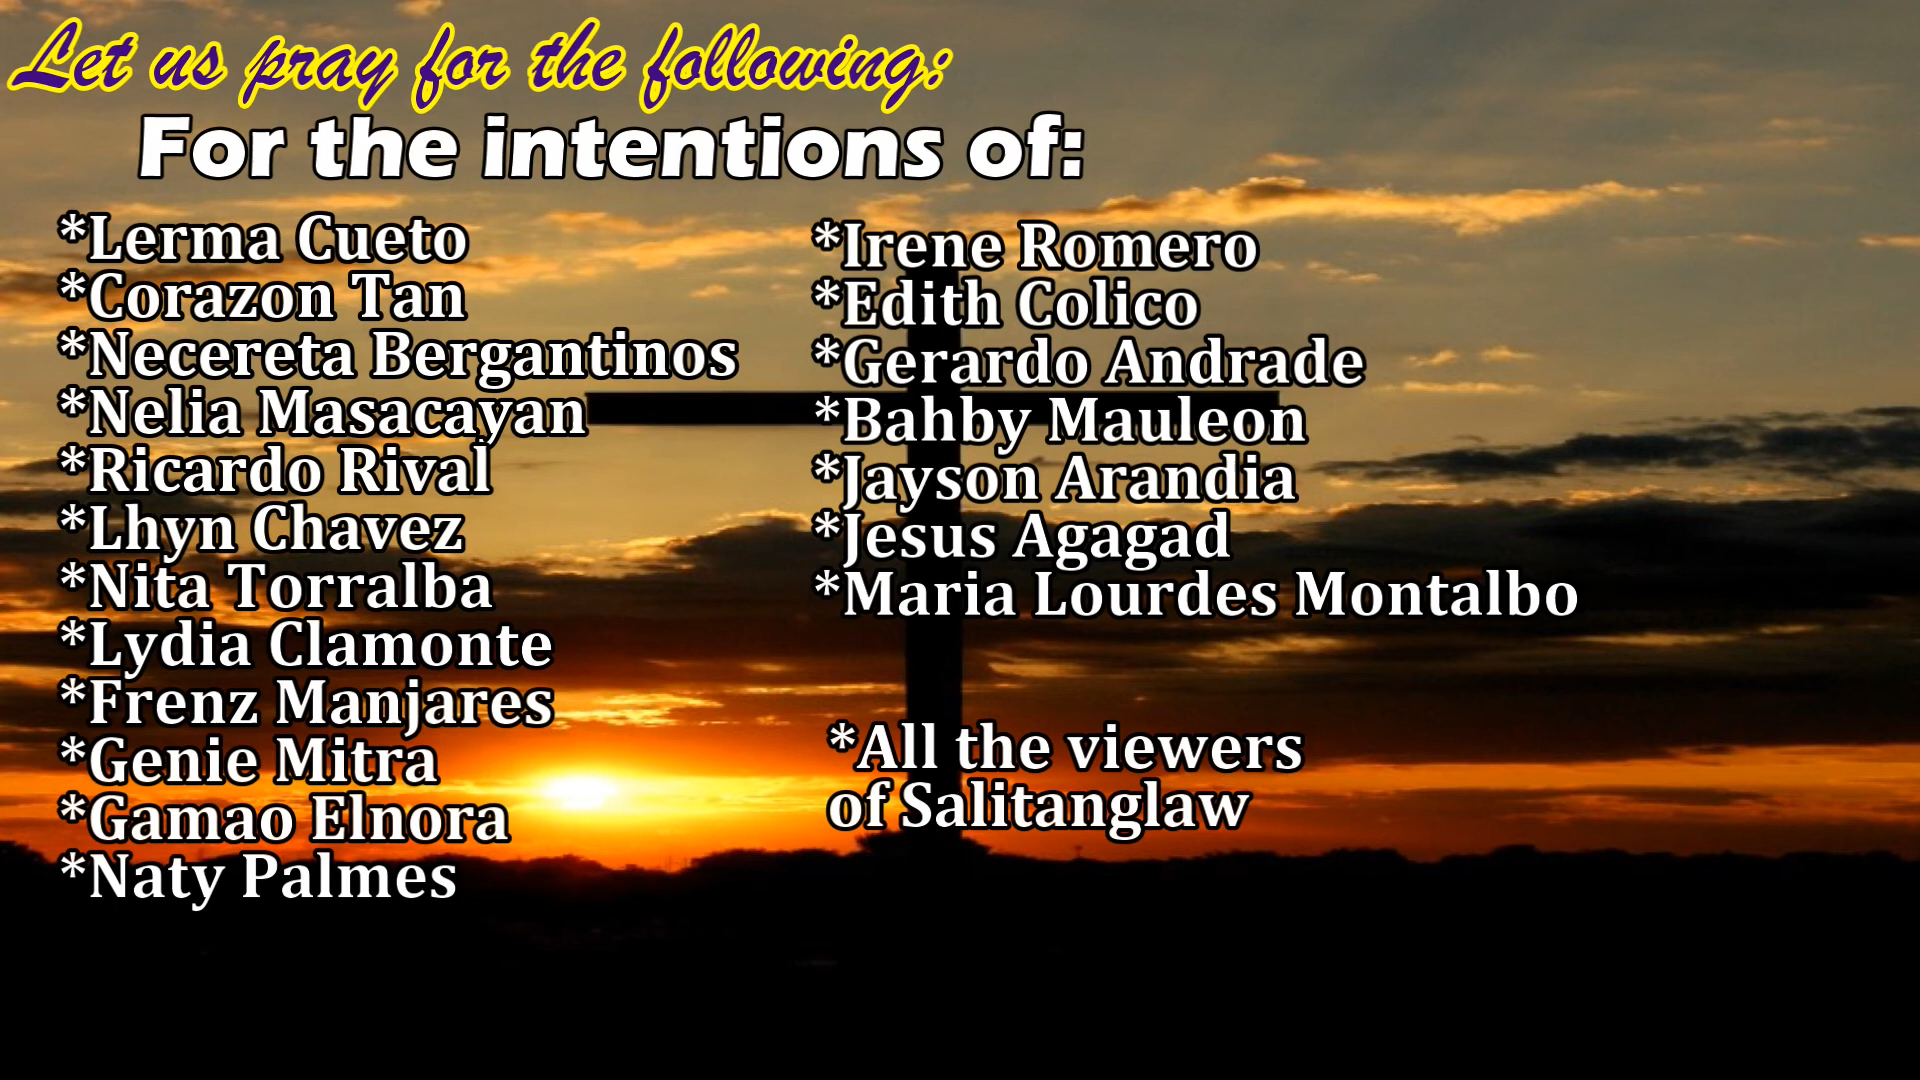 Let us pray for the following:
For the intentions of:
*Lerma Cueto
*Corazon Tan
*Necereta Bergantinos
*Nelia Masacayan
*Ricardo Rival
*Lhyn Chavez
*Nita Torralba
*Lydia Clamonte
*Frenz Manjares
*Genie Mitra
*Gamao Elnora
*Naty Palmes
*Irene Romero
*Edith Colico
*Gerardo Andrade
*Bahby Mauleon
*Jayson Arandia
*Jesus Agagad
*Maria Lourdes Montalbo
*All the viewers
of Salitanglaw